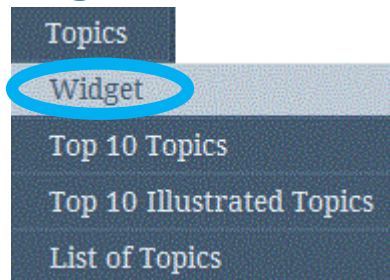 Topics
Widget
Top 10 Topics
Top 10 Illustrated Topics
List of Topics